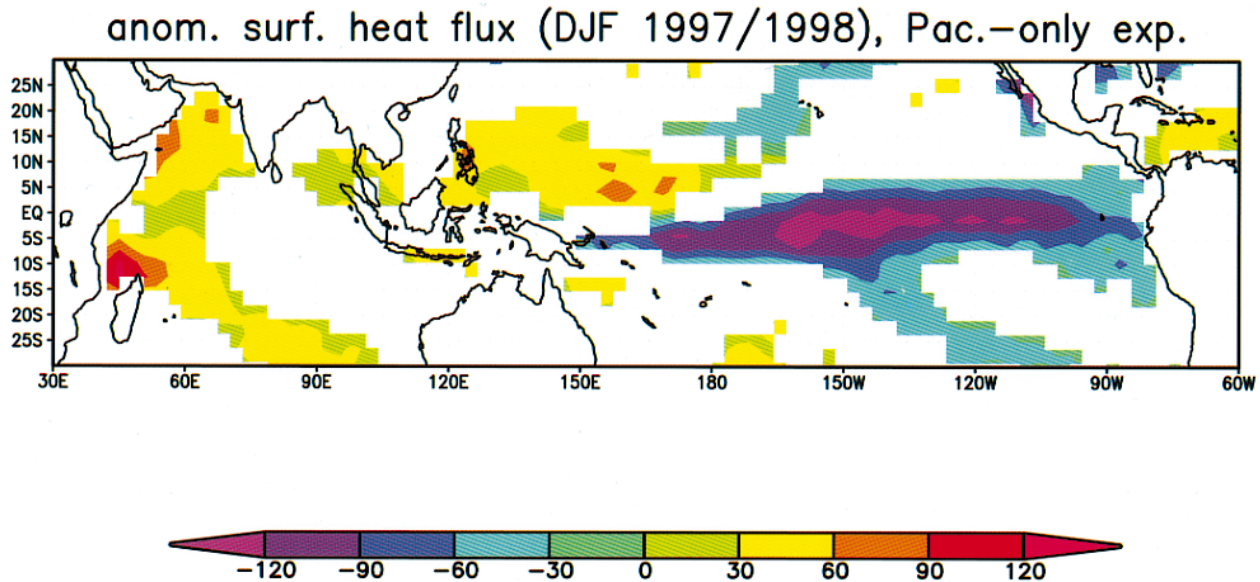 anom. surf. heat flux (DJF 1997/1998), Pac.-only exp.
25N
20N
15N
10N
5N
EQ
5S
10S
15S
20S
25S
30E 60E 90E 120E 150E 180 150W 120W 90W 60W
-120 -90 -60 -30 0 30 60 90 120